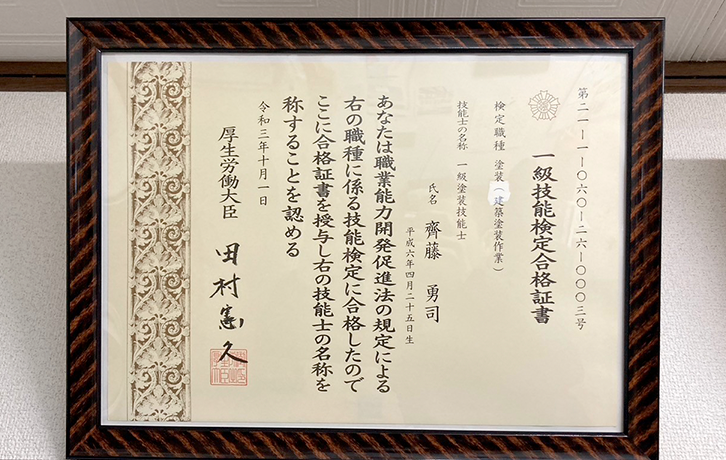 第二一-一-〇六〇-二六-〇〇〇三号
一級技能検定合格証書
検定職種 塗装(建築塗装作業)
技能士の名称 一級塗装技能士
氏名 齊藤 勇司
平成六年四月二十五日生
あなたは職業能力開発促進法の規定による
右の職種に係る技能検定に合格したので
ここに合格証書を授与し右の技能士の名称を
称することを認める
令和三年十月一日
厚生労働大臣 田村憲久